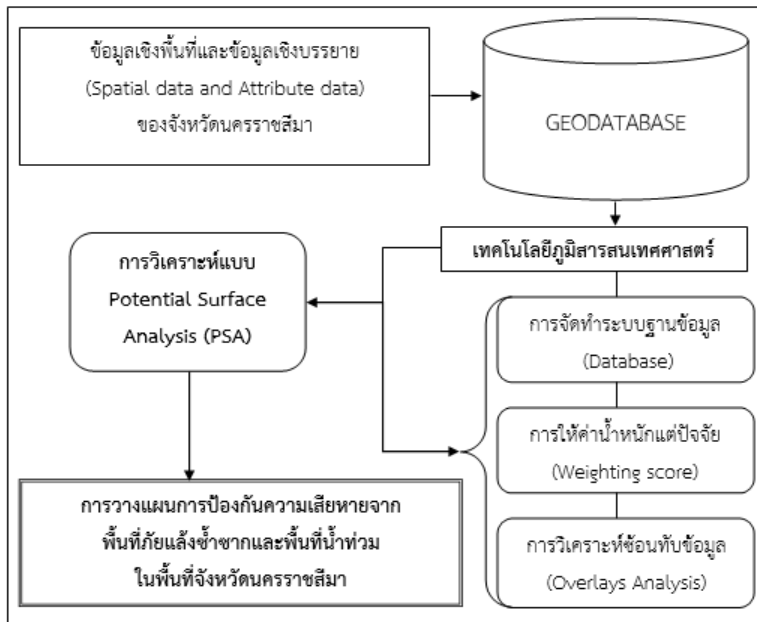 ข้อมูลเชิงพื้นที่และข้อมูลเชิงบรรยาย
(Spatial data and Attribute data)
ของจังหวัดนครราชสีมา
GEODATABASE
เทคโนโลยีภูมิสารสนเทศศาสตร์
การวิเคราะห์แบบ
Potential Surface
Analysis (PSA)
การจัดทำระบบฐานข้อมูล
(Database)
การให้ค่าน้ำหนักแต่ปัจจัย
(Weighting score)
การวิเคราะห์ซ้อนทับข้อมูล
(Overlays Analysis)
การวางแผนการป้องกันความเสียหายจาก
พื้นที่ภัยแล้งซ้ำซากและพื้นที่น้ำท่วม
ในพื้นที่จังหวัดนครราชสีมา